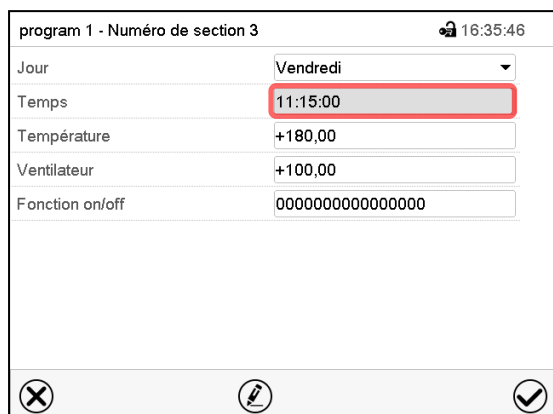 program 1 - Numéro de section 3 16:35:46
Jour Vendredi
Temps 11:15:00
Température +180,00
Ventilateur +100,00
Fonction on/off 0000000000000000